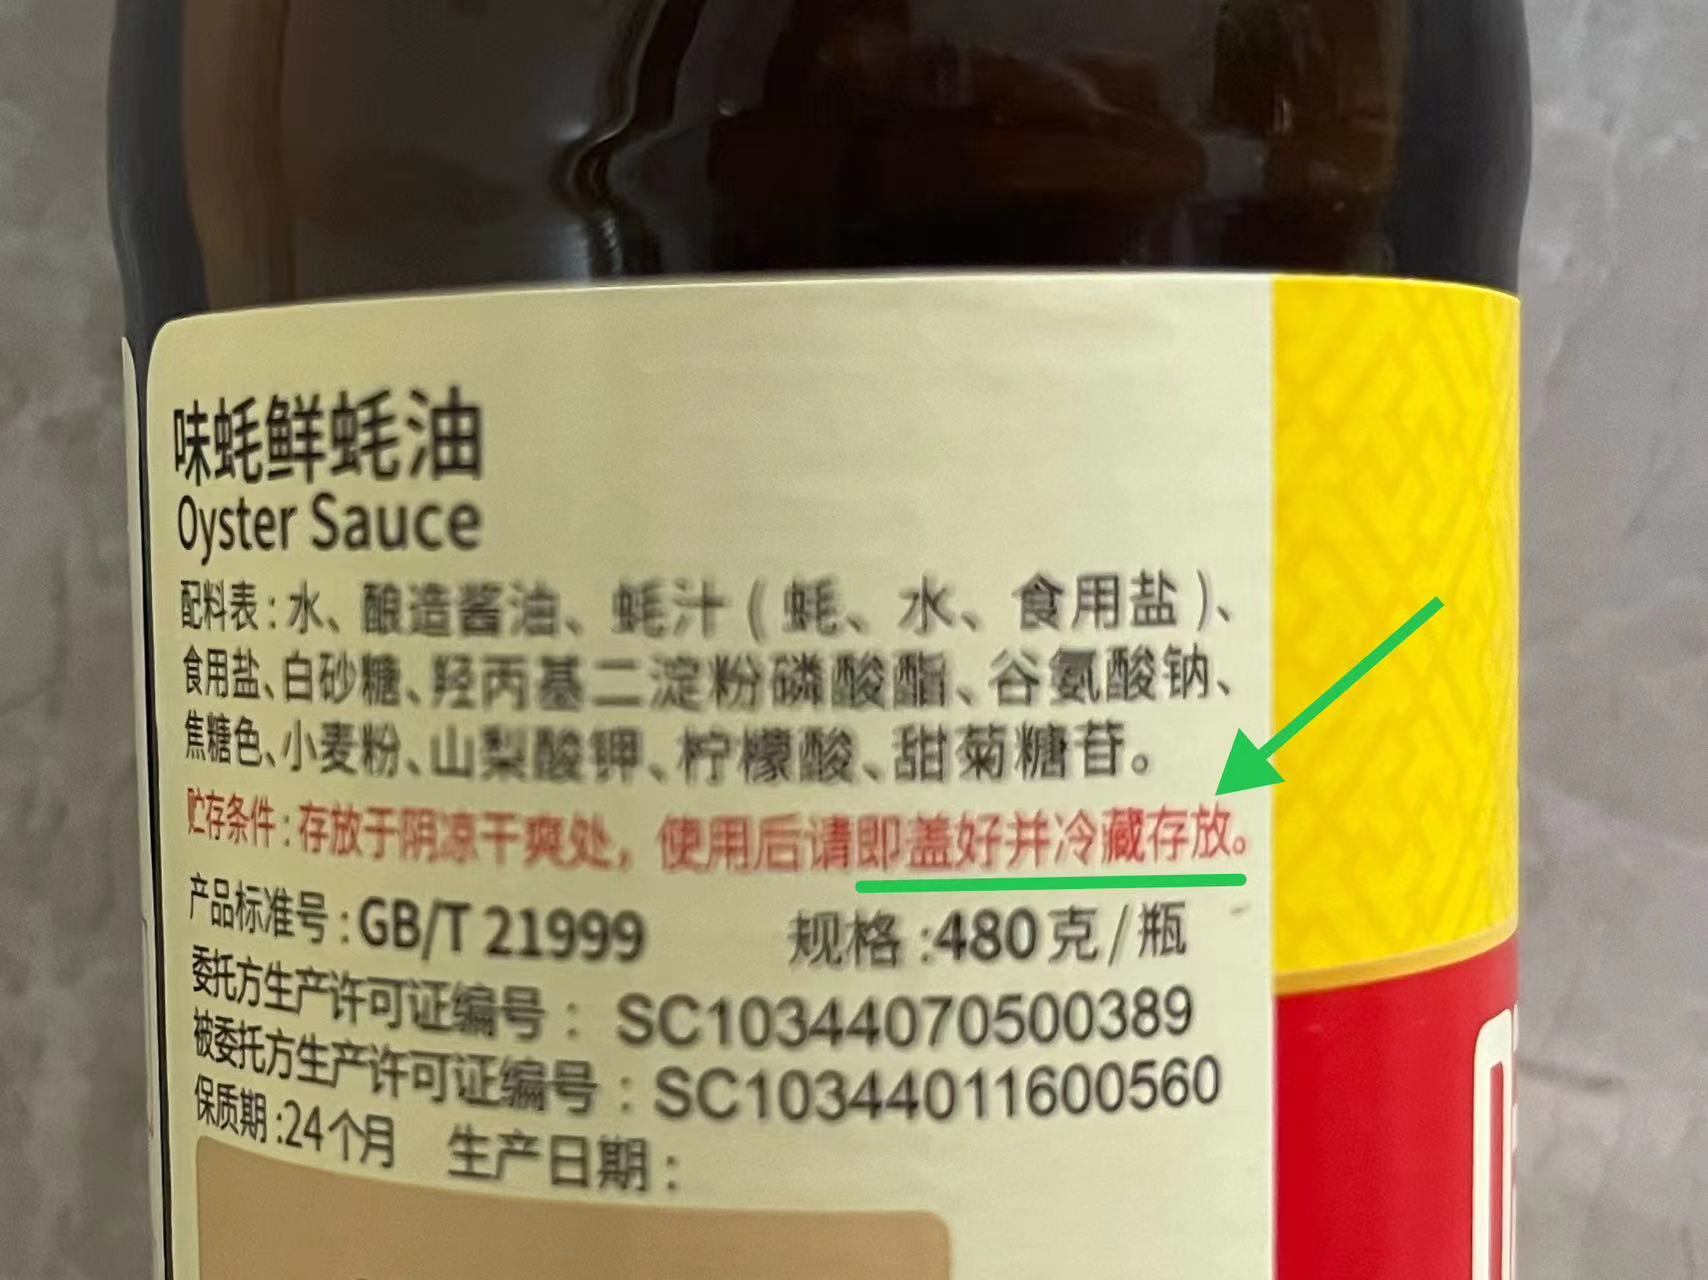 味蚝鲜蚝油
Oyster Sauce
配料表:水、酿造酱油、蚝汁(蚝、水、食用盐)、
食用盐、白砂糖、羟丙基二淀粉磷酸酯、谷氨酸钠、
焦糖色、小麦粉、山梨酸钾、柠檬酸、甜菊糖苷。
贮存条件:存放于阴凉干爽处，使用后请即盖好并冷藏存放。
产品标准号:GB/T 21999 规格:480克/瓶
委托方生产许可证编号：SC10344070500389
被委托方生产许可证编号：SC10344011600560
保质期:24个月 生产日期：